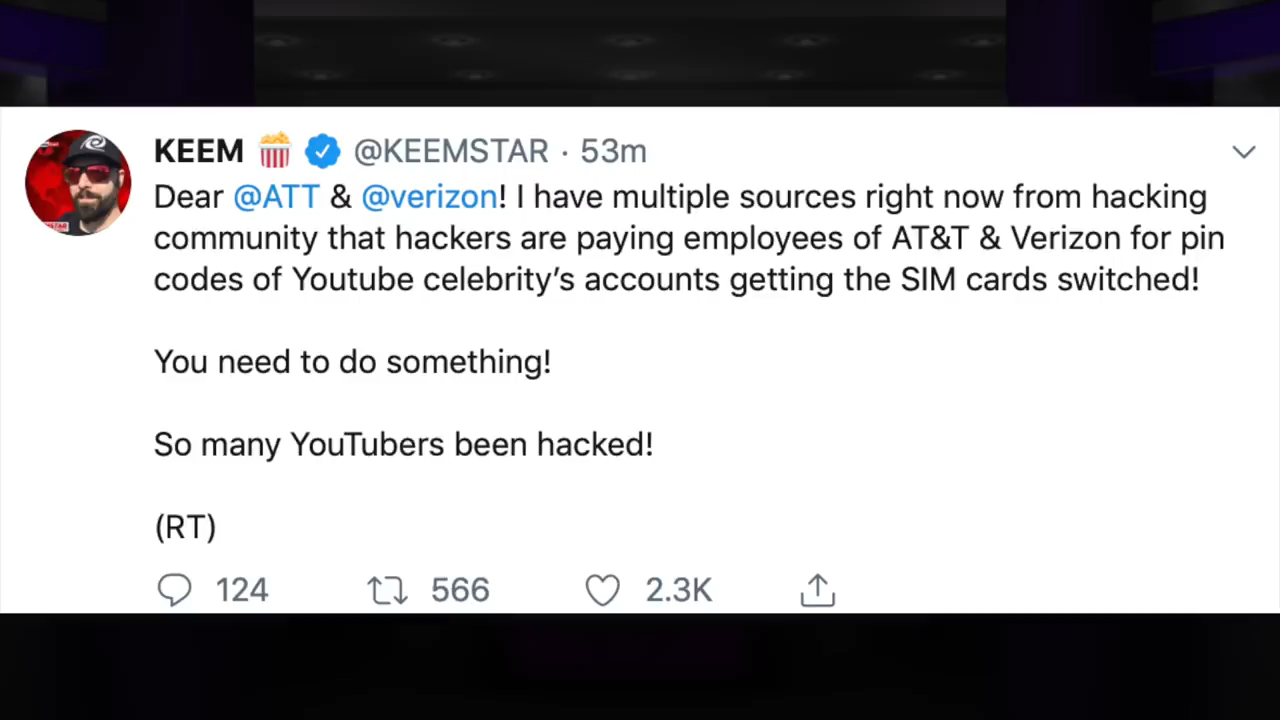 KEEM 🍿 @KEEMSTAR · 53m
Dear @ATT & @verizon! I have multiple sources right now from hacking
community that hackers are paying employees of AT&T & Verizon for pin
codes of Youtube celebrity’s accounts getting the SIM cards switched!
You need to do something!
So many YouTubers been hacked!
(RT)
124 566 2.3K